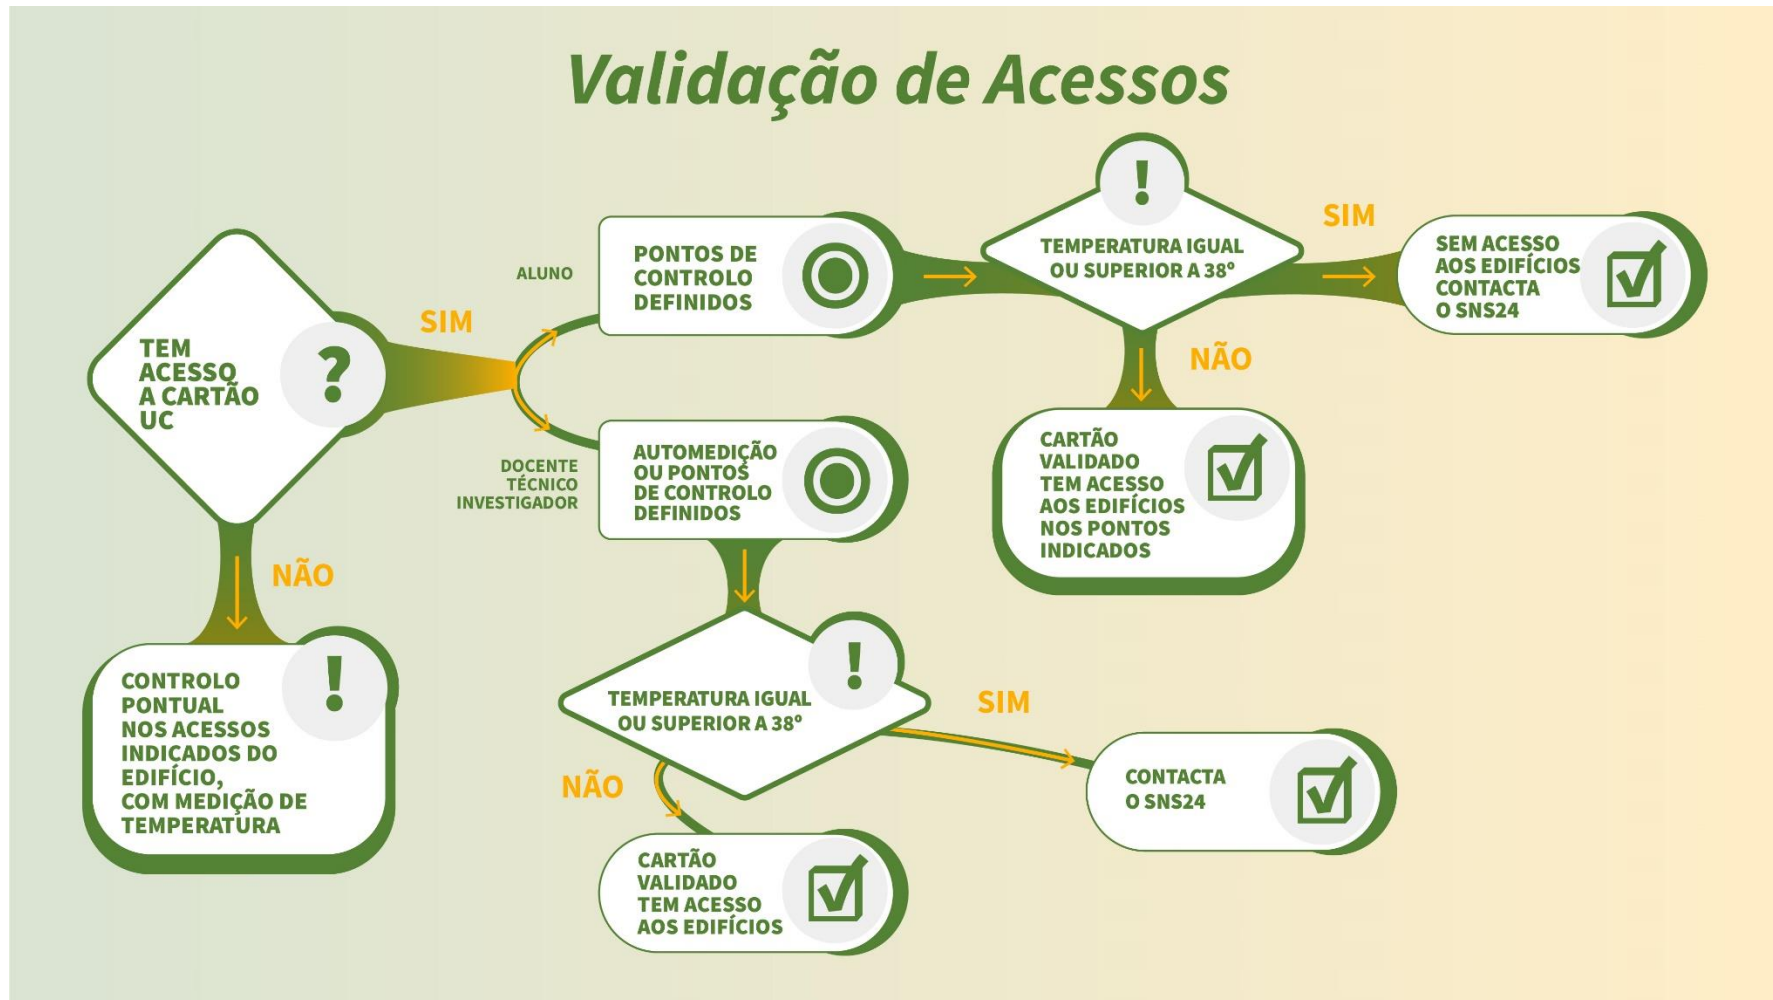 Validação de Acessos
TEM
ACESSO
A CARTÃO
UC
?
SIM
ALUNO
PONTOS DE
CONTROLO
DEFINIDOS
!
TEMPERATURA IGUAL
OU SUPERIOR A 38º
SIM
SEM ACESSO
AOS EDIFÍCIOS
CONTACTA
O SNS24
NÃO
CARTÃO
VALIDADO
TEM ACESSO
AOS EDIFÍCIOS
NOS PONTOS
INDICADOS
DOCENTE
TÉCNICO
INVESTIGADOR
AUTOMEDIÇÃO
OU PONTOS
DE CONTROLO
DEFINIDOS
!
TEMPERATURA IGUAL
OU SUPERIOR A 38º
SIM
CONTACTA
O SNS24
NÃO
CARTÃO
VALIDADO
TEM ACESSO
AOS EDIFÍCIOS
NÃO
!
CONTROLO
PONTUAL
NOS ACESSOS
INDICADOS DO
EDIFÍCIO,
COM MEDIÇÃO DE
TEMPERATURA